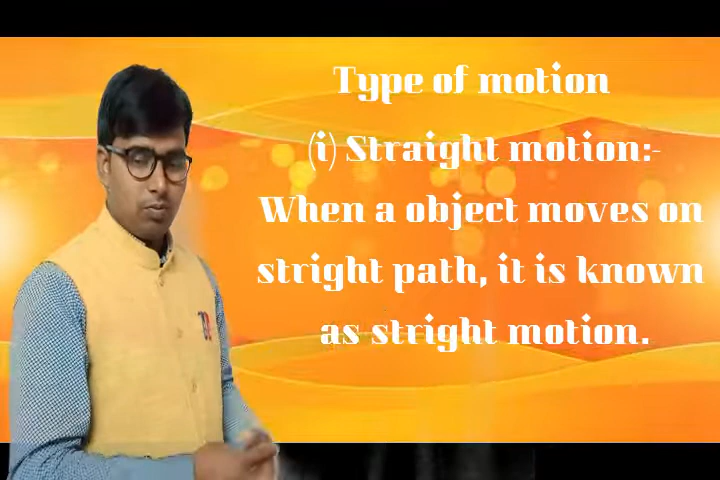 Type of motion
(i) Straight motion:-
When a object moves on
stright path, it is known
as stright motion.